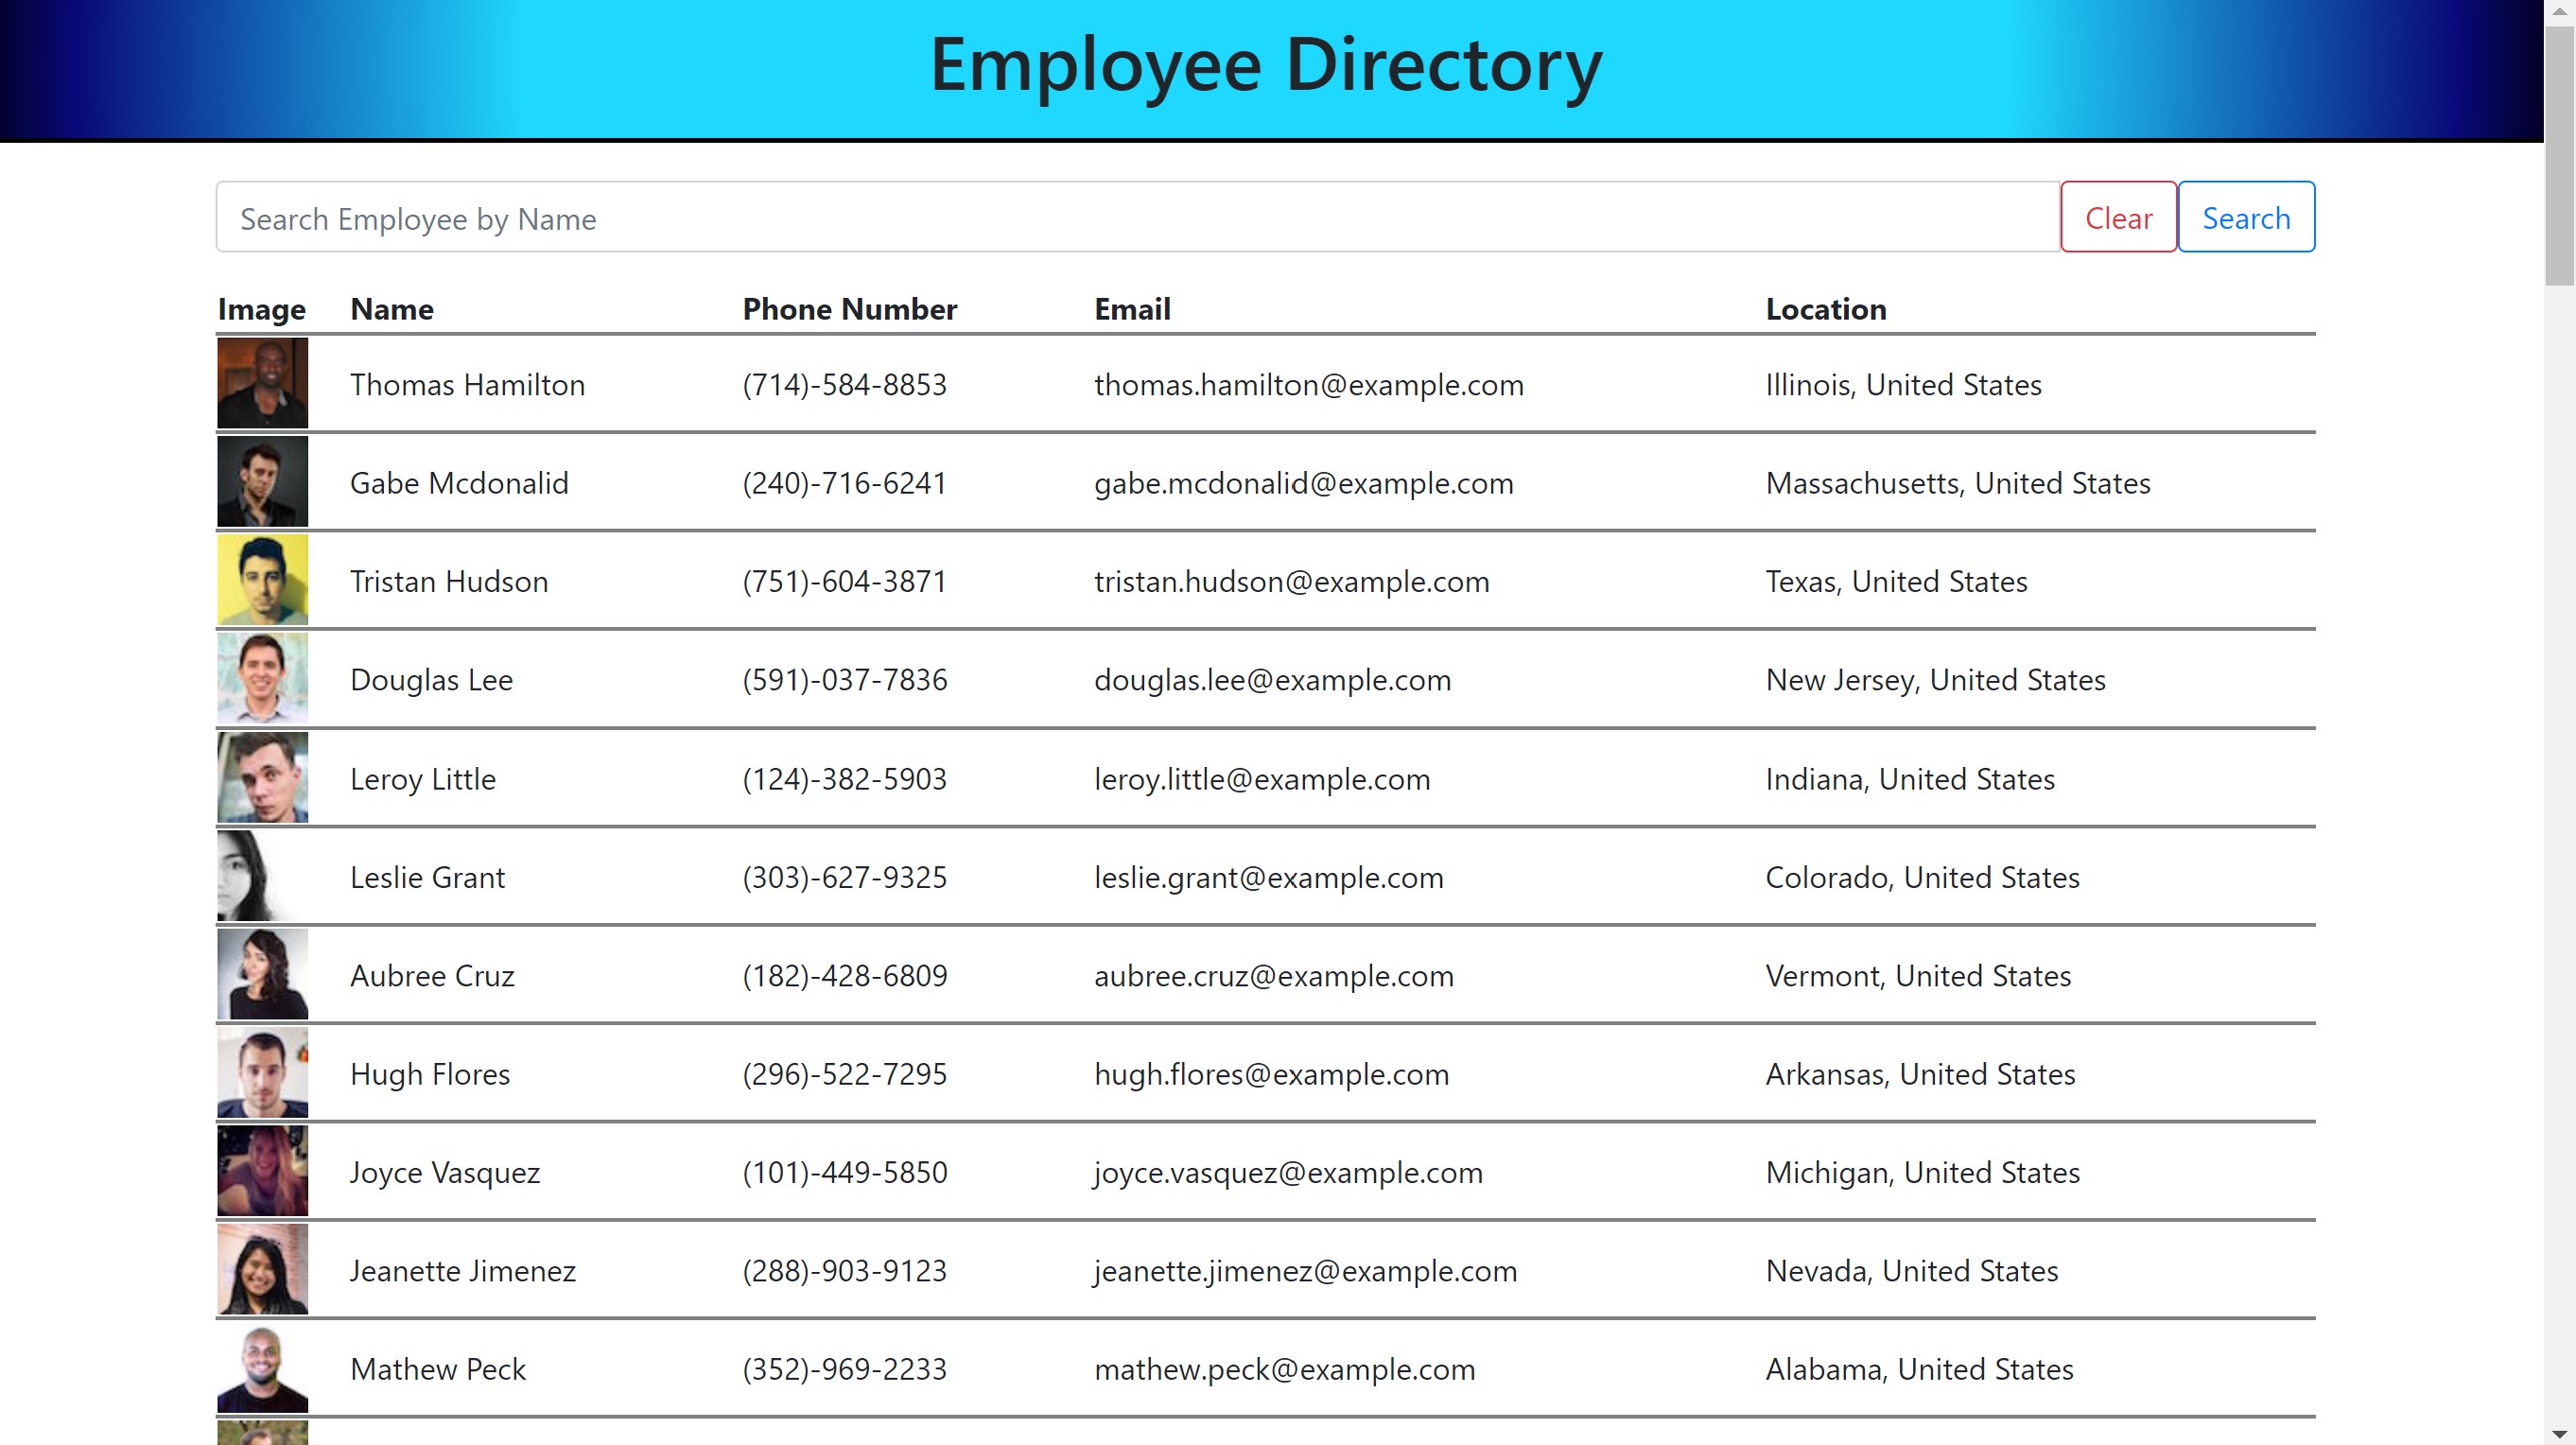 Employee Directory
Search Employee by Name Clear Search
Image Name Phone Number Email Location
Thomas Hamilton (714)-584-8853 thomas.hamilton@example.com Illinois, United States
Gabe Mcdonalid (240)-716-6241 gabe.mcdonalid@example.com Massachusetts, United States
Tristan Hudson (751)-604-3871 tristan.hudson@example.com Texas, United States
Douglas Lee (591)-037-7836 douglas.lee@example.com New Jersey, United States
Leroy Little (124)-382-5903 leroy.little@example.com Indiana, United States
Leslie Grant (303)-627-9325 leslie.grant@example.com Colorado, United States
Aubree Cruz (182)-428-6809 aubree.cruz@example.com Vermont, United States
Hugh Flores (296)-522-7295 hugh.flores@example.com Arkansas, United States
Joyce Vasquez (101)-449-5850 joyce.vasquez@example.com Michigan, United States
Jeanette Jimenez (288)-903-9123 jeanette.jimenez@example.com Nevada, United States
Mathew Peck (352)-969-2233 mathew.peck@example.com Alabama, United States